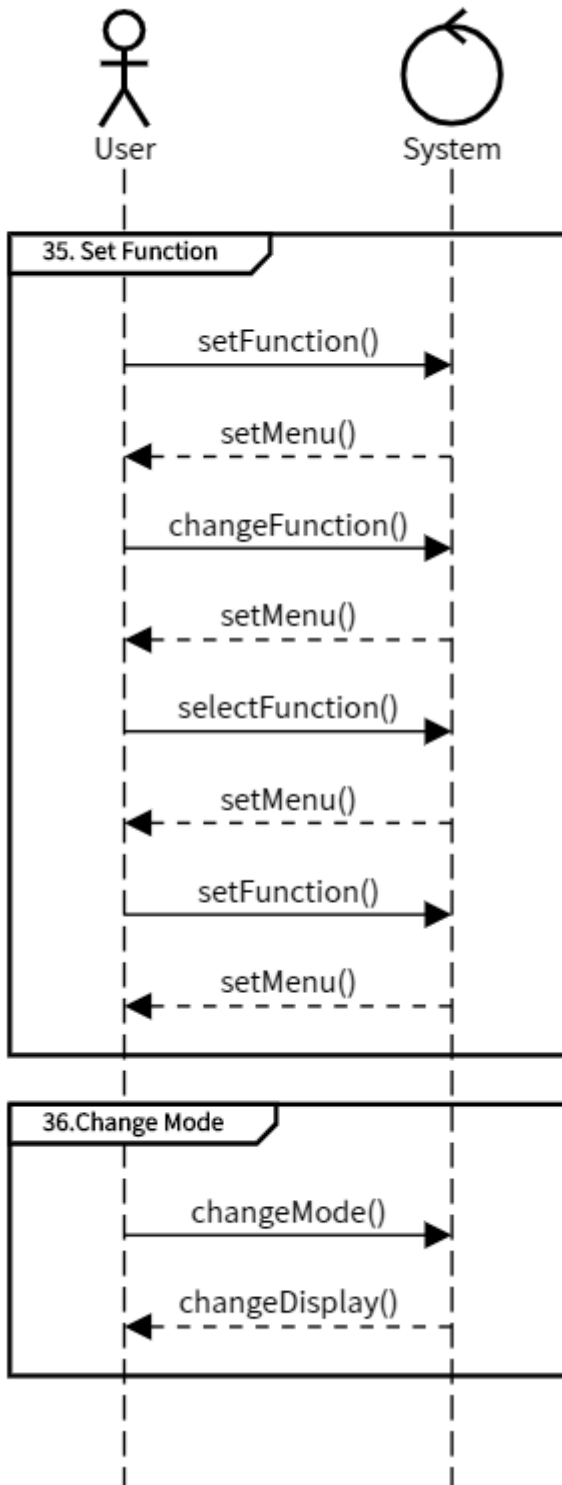 User
System
35. Set Function
setFunction()
setMenu()
changeFunction()
setMenu()
selectFunction()
setMenu()
setFunction()
setMenu()
36.Change Mode
changeMode()
changeDisplay()